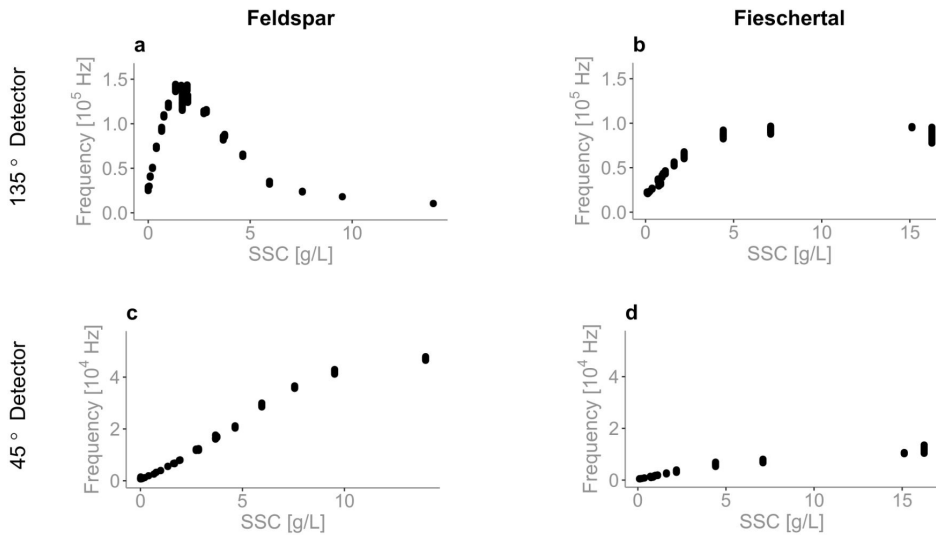 Feldspar
Fieschertal
135° Detector
a
Frequency [10⁵ Hz]
1.5
1.0
0.5
0.0
0
5
10
SSC [g/L]
b
Frequency [10⁵ Hz]
1.5
1.0
0.5
0.0
0
5
10
15
SSC [g/L]
45° Detector
c
Frequency [10⁴ Hz]
4
2
0
0
5
10
SSC [g/L]
d
Frequency [10⁴ Hz]
4
2
0
0
5
10
15
SSC [g/L]